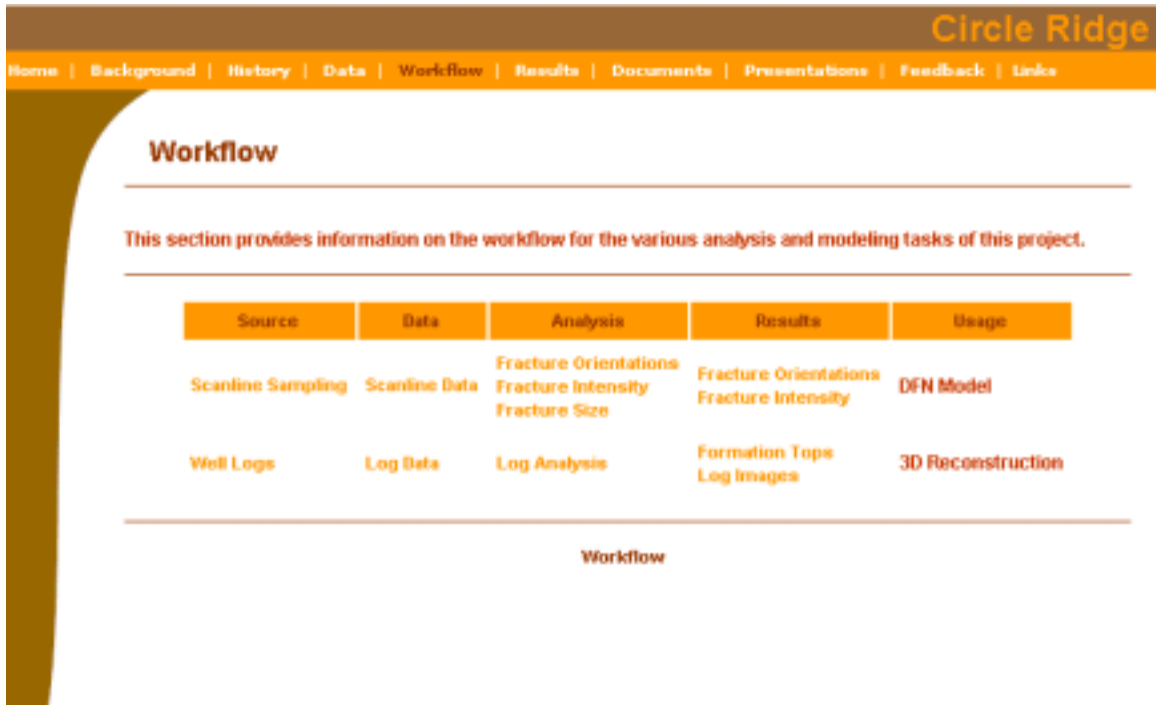 Circle Ridge
Home | Background | History | Data | Workflow | Results | Documents | Presentations | Feedback | Links
Workflow
This section provides information on the workflow for the various analysis and modeling tasks of this project.
Source Data Analysis Results Usage
Scanline Sampling Scanline Data Fracture Orientations
Fracture Intensity
Fracture Size Fracture Orientations
Fracture Intensity DFN Model
Well Logs Log Data Log Analysis Formation Tops
Log Images 3D Reconstruction
Workflow